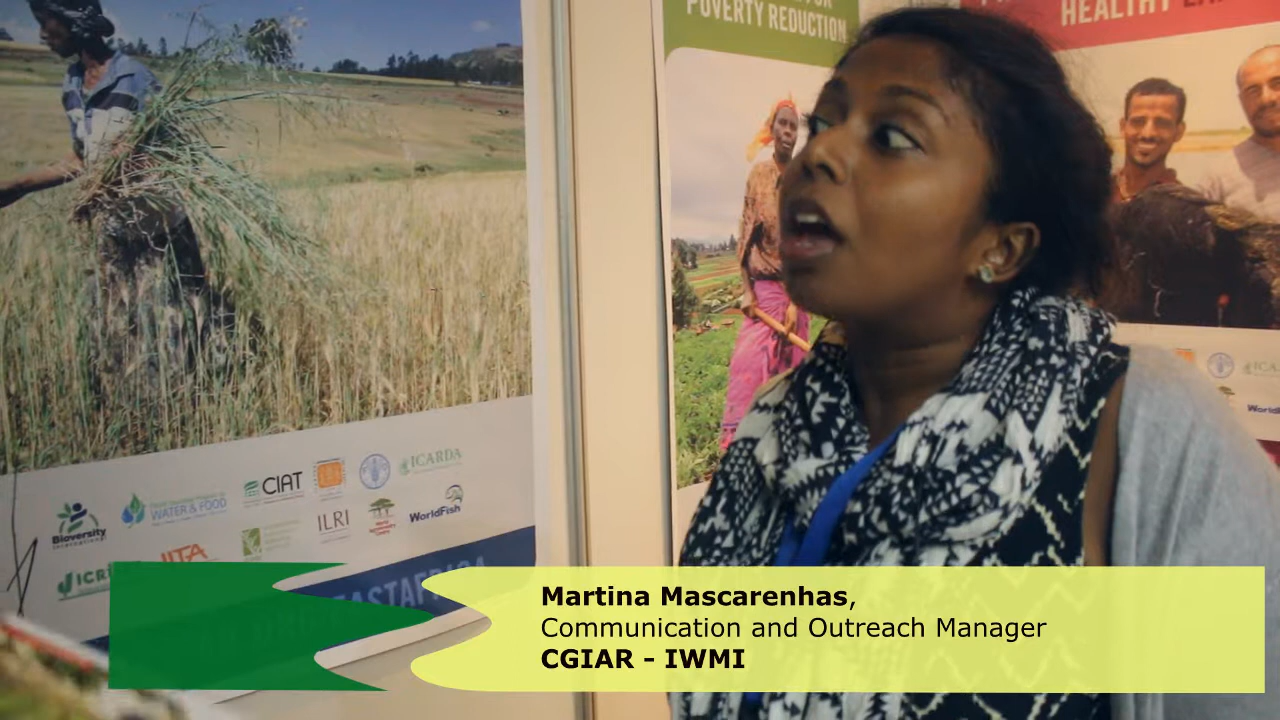 POVERTY REDUCTION
HEALTHY
Bioversity
International
WATER & FOOD
CIAT
ICARDA
IITA
ILRI
WorldFish
Martina Mascarenhas,
Communication and Outreach Manager
CGIAR - IWMI